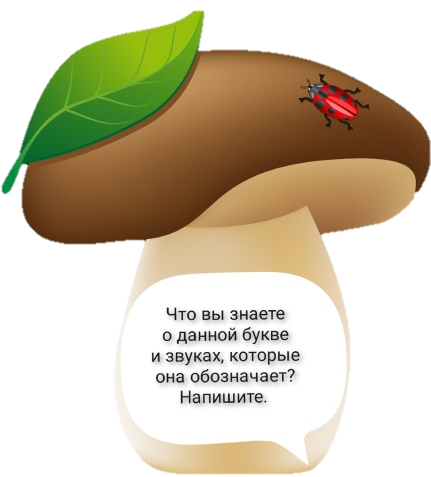 Что вы знаете
о данной букве
и звуках, которые
она обозначает?
Напишите.